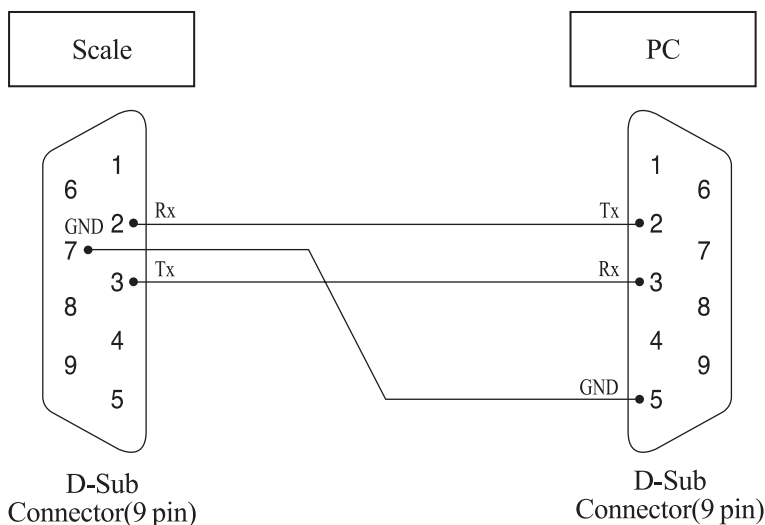 Scale
PC
1
6
Rx
GND 2
7
Tx
3
8
4
9
5
1
6
Tx
2
7
Rx
3
8
4
9
GND
5
D-Sub
Connector(9 pin)
D-Sub
Connector(9 pin)